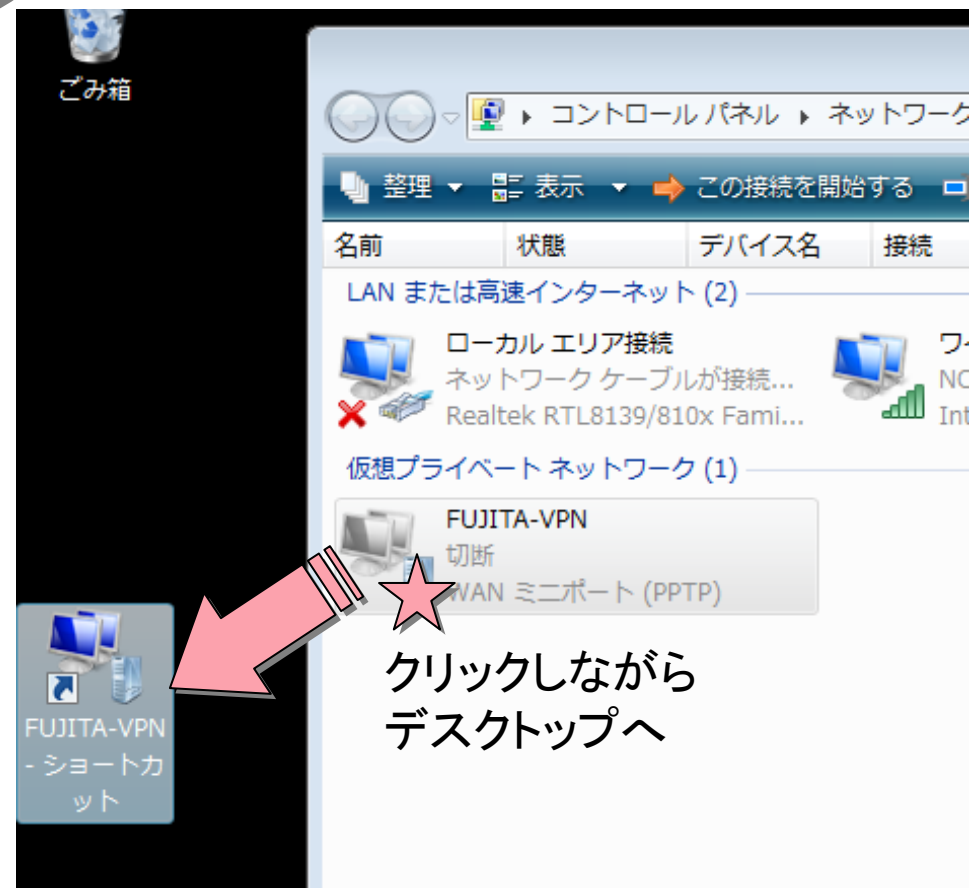 ごみ箱
コントロール パネル ネットワーク
整理 表示 この接続を開始する
名前 状態 デバイス名 接続
LAN または高速インターネット (2)
ローカル エリア接続
ネットワーク ケーブルが接続...
Realtek RTL8139/810x Fami...
ワイ
NO
Int
仮想プライベート ネットワーク (1)
FUJITA-VPN
切断
WAN ミニポート (PPTP)
クリックしながら
デスクトップへ
FUJITA-VPN
- ショートカ
ット